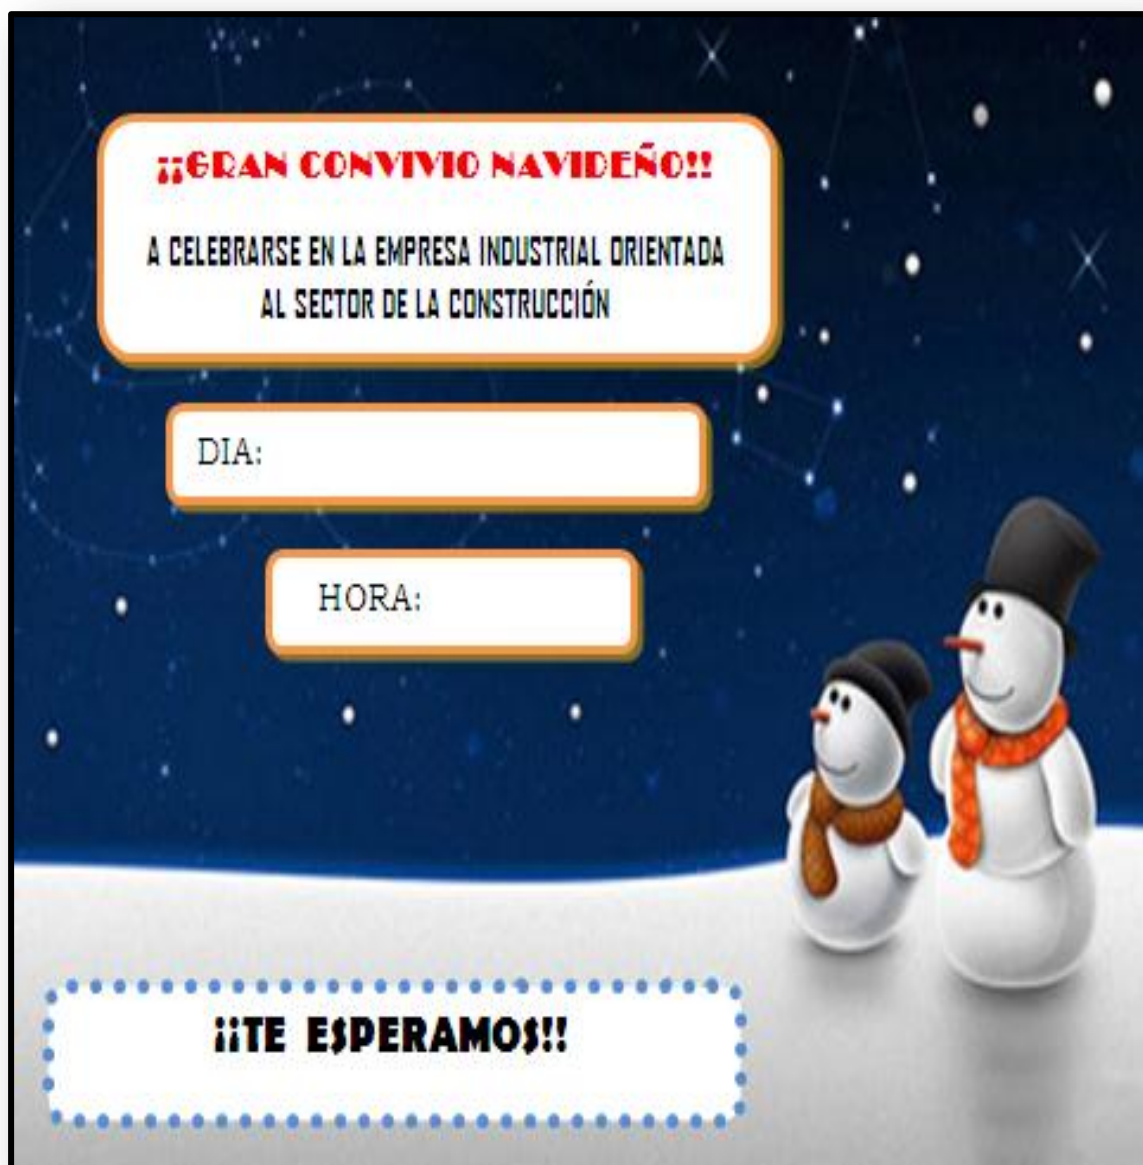 ¡¡GRAN CONVIVIO NAVIDEÑO!!
A CELEBRARSE EN LA EMPRESA INDUSTRIAL ORIENTADA
AL SECTOR DE LA CONSTRUCCIÓN
DIA:
HORA:
¡¡TE ESPERAMOS!!